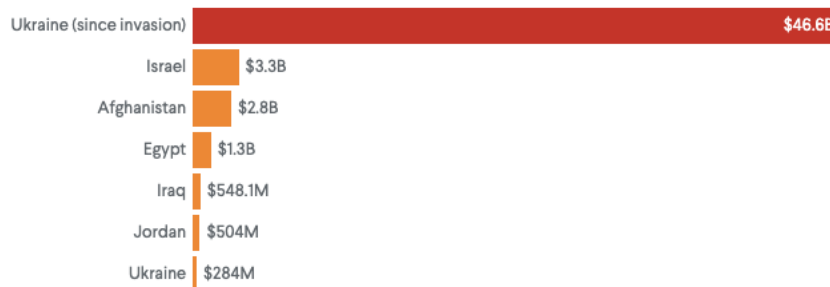 Ukraine (since invasion) $46.6B
Israel $3.3B
Afghanistan $2.8B
Egypt $1.3B
Iraq $548.1M
Jordan $504M
Ukraine $284M